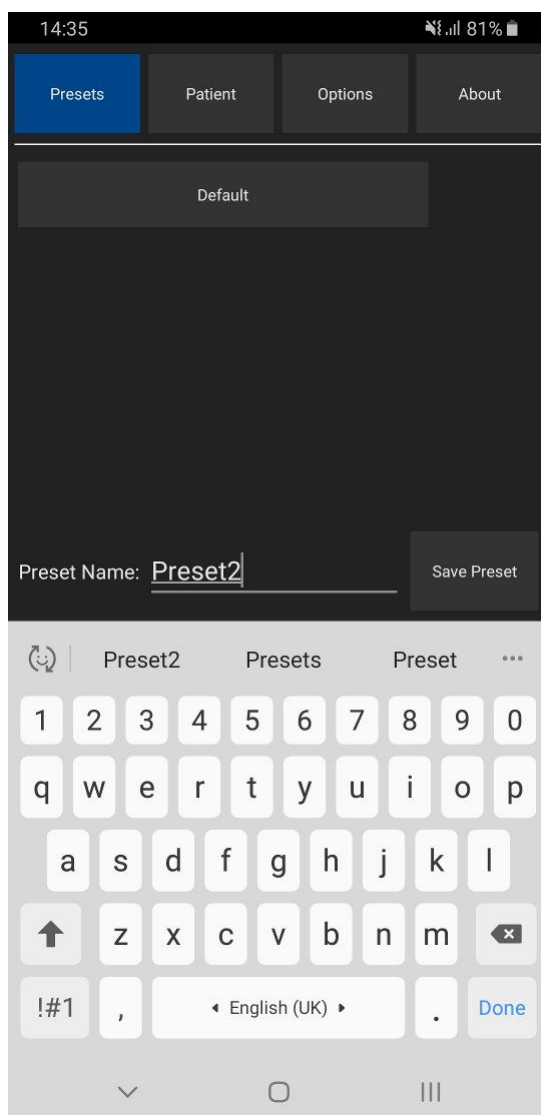 14:35 81%
Presets Patient Options About
Default
Preset Name: Preset2 Save Preset
Preset2 Presets Preset
1 2 3 4 5 6 7 8 9 0
q w e r t y u i o p
a s d f g h j k l
z x c v b n m
!#1 , English (UK) . Done